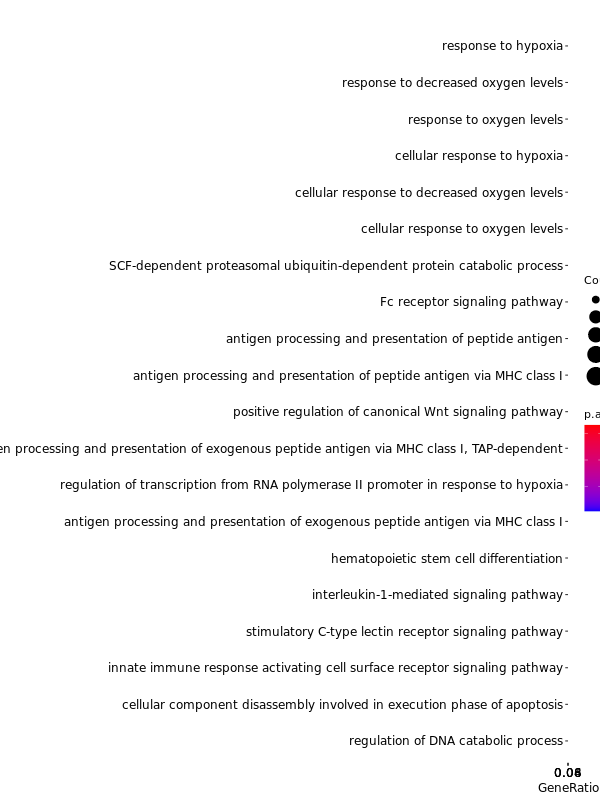 response to hypoxia
response to decreased oxygen levels
response to oxygen levels
cellular response to hypoxia
cellular response to decreased oxygen levels
cellular response to oxygen levels
SCF-dependent proteasomal ubiquitin-dependent protein catabolic process
Fc receptor signaling pathway
Co
antigen processing and presentation of peptide antigen
antigen processing and presentation of peptide antigen via MHC class I
positive regulation of canonical Wnt signaling pathway
p.a
en processing and presentation of exogenous peptide antigen via MHC class I, TAP-dependent
regulation of transcription from RNA polymerase II promoter in response to hypoxia
antigen processing and presentation of exogenous peptide antigen via MHC class I
hematopoietic stem cell differentiation
interleukin-1-mediated signaling pathway
stimulatory C-type lectin receptor signaling pathway
innate immune response activating cell surface receptor signaling pathway
cellular component disassembly involved in execution phase of apoptosis
regulation of DNA catabolic process
GeneRatio